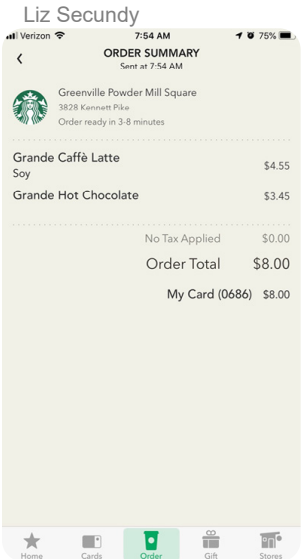 Liz Secundy
Verizon 7:54 AM 75%
ORDER SUMMARY
Sent at 7:54 AM
Greenville Powder Mill Square
3828 Kennett Pike
Order ready in 3-8 minutes
Grande Caffè Latte
Soy
$4.55
Grande Hot Chocolate $3.45
No Tax Applied $0.00
Order Total $8.00
My Card (0686) $8.00
Home Cards Order Gift Stores